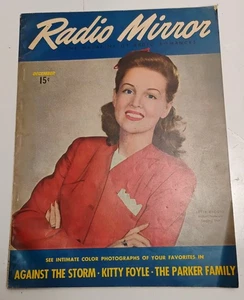 Radio Mirror
15¢
SEE INTIMATE COLOR PHOTOGRAPHS OF YOUR FAVORITES IN
AGAINST THE STORM · KITTY FOYLE · THE PARKER FAMILY